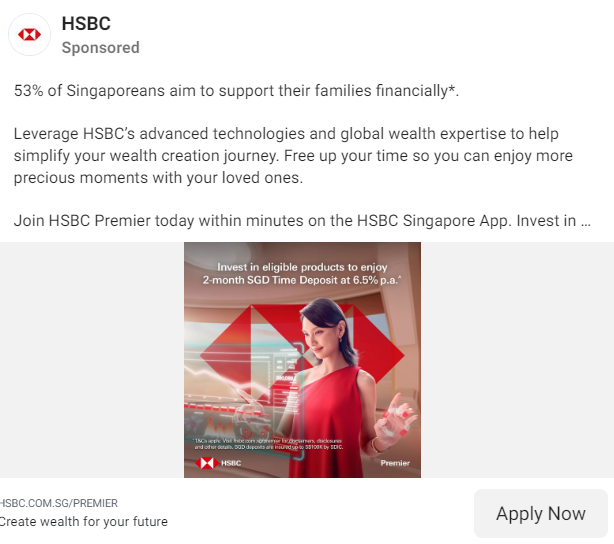 HSBC
Sponsored
53% of Singaporeans aim to support their families financially*.
Leverage HSBC's advanced technologies and global wealth expertise to help
simplify your wealth creation journey. Free up your time so you can enjoy more
precious moments with your loved ones.
Join HSBC Premier today within minutes on the HSBC Singapore App. Invest in ...
Invest in eligible products to enjoy
2-month SGD Time Deposit at 6.5% p.a.*
*T&Cs apply. Visit hsbc.com.sg/premier for disclaimers, disclosures
and other details. SGD deposits are insured up to S$100K by SDIC.
HSBC
Premier
HSBC.COM.SG/PREMIER
Create wealth for your future
Apply Now